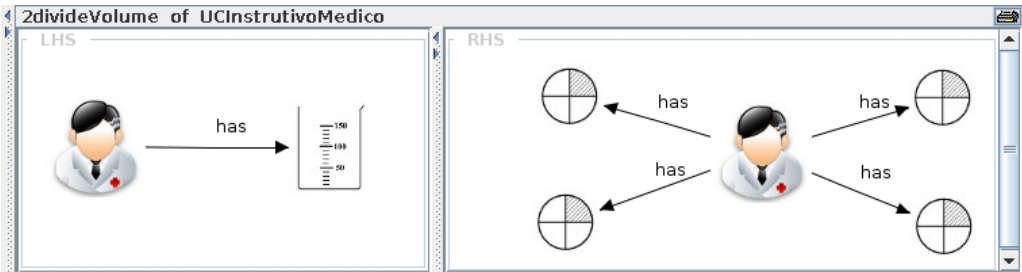 2divideVolume of UCInstrutivoMedico
LHS
RHS
has
150
100
50
has
has
has
has